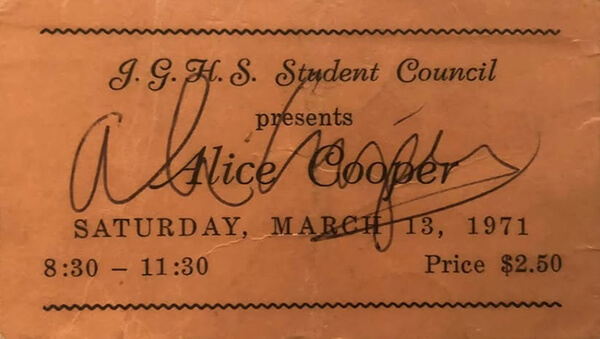 J.G.H.S. Student Council
presents
Alice Cooper
SATURDAY, MARCH 13, 1971
8:30 – 11:30 Price $2.50